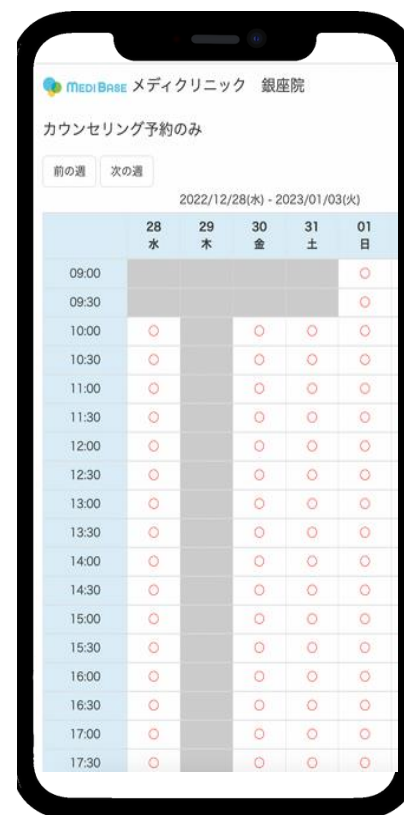 MEDI BASE メディクリニック 銀座院
カウンセリング予約のみ
前の週 次の週
2022/12/28(水) - 2023/01/03(火)
28 29 30 31 01
水 木 金 土 日
09:00 ○
09:30 ○
10:00 ○ ○ ○ ○
10:30 ○ ○ ○ ○
11:00 ○ ○ ○ ○
11:30 ○ ○ ○ ○
12:00 ○ ○ ○ ○
12:30 ○ ○ ○ ○
13:00 ○ ○ ○ ○
13:30 ○ ○ ○ ○
14:00 ○ ○ ○ ○
14:30 ○ ○ ○ ○
15:00 ○ ○ ○ ○
15:30 ○ ○ ○ ○
16:00 ○ ○ ○ ○
16:30 ○ ○ ○ ○
17:00 ○ ○ ○ ○
17:30 ○ ○ ○ ○